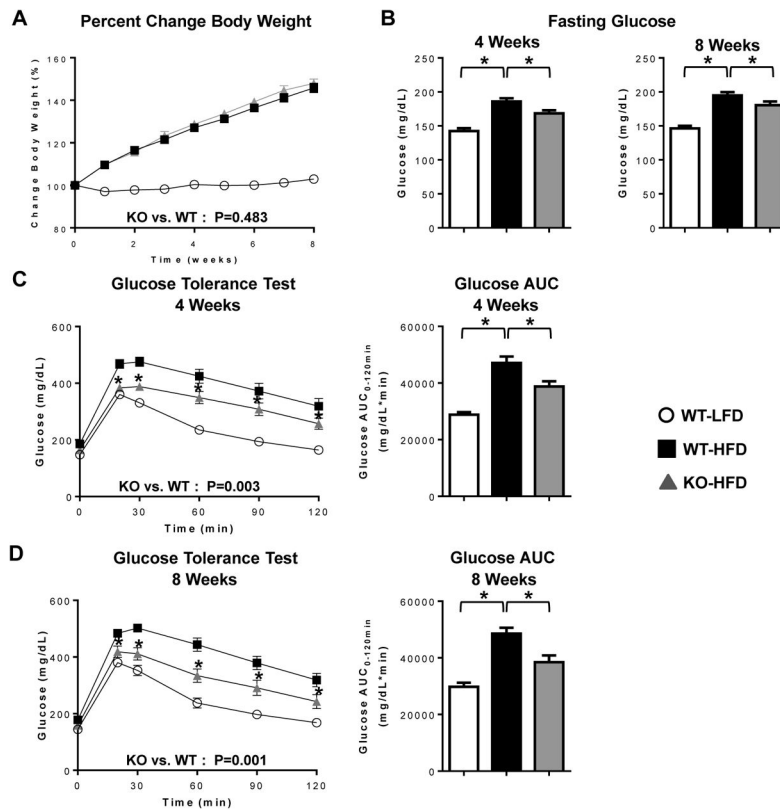 A
Percent Change Body Weight
Change Body Weight (%)
160
140
120
100
80
0
2
4
6
8
KO vs. WT : P=0.483
Time (weeks)
B
Fasting Glucose
4 Weeks
* *
Glucose (mg/dL)
250
200
150
100
50
0
8 Weeks
* *
Glucose (mg/dL)
250
200
150
100
50
0
C
Glucose Tolerance Test
4 Weeks
Glucose (mg/dL)
600
400
200
0
* * * * *
KO vs. WT : P=0.003
0
30
60
90
120
Time (min)
Glucose AUC
4 Weeks
* *
Glucose AUC0-120min
(mg/dL*min)
60000
40000
20000
0
WT-LFD
WT-HFD
KO-HFD
D
Glucose Tolerance Test
8 Weeks
Glucose (mg/dL)
600
400
200
0
* * * * *
KO vs. WT : P=0.001
0
30
60
90
120
Time (min)
Glucose AUC
8 Weeks
* *
Glucose AUC0-120min
(mg/dL*min)
60000
40000
20000
0